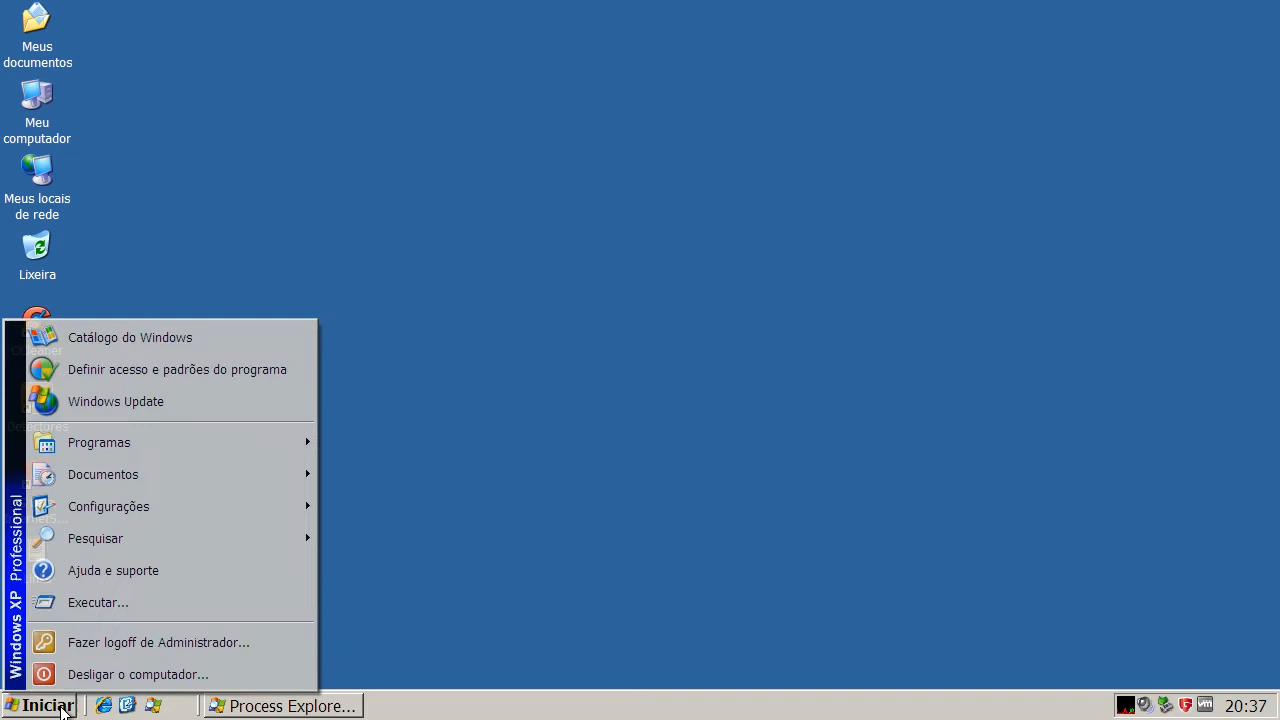 Meus
documentos
Meu
computador
Meus locais
de rede
Lixeira
Catálogo do Windows
Definir acesso e padrões do programa
Windows Update
Programas
Documentos
Configurações
Pesquisar
Ajuda e suporte
Executar...
Fazer logoff de Administrador...
Desligar o computador...
Windows XP Professional
Iniciar
Process Explore...
20:37